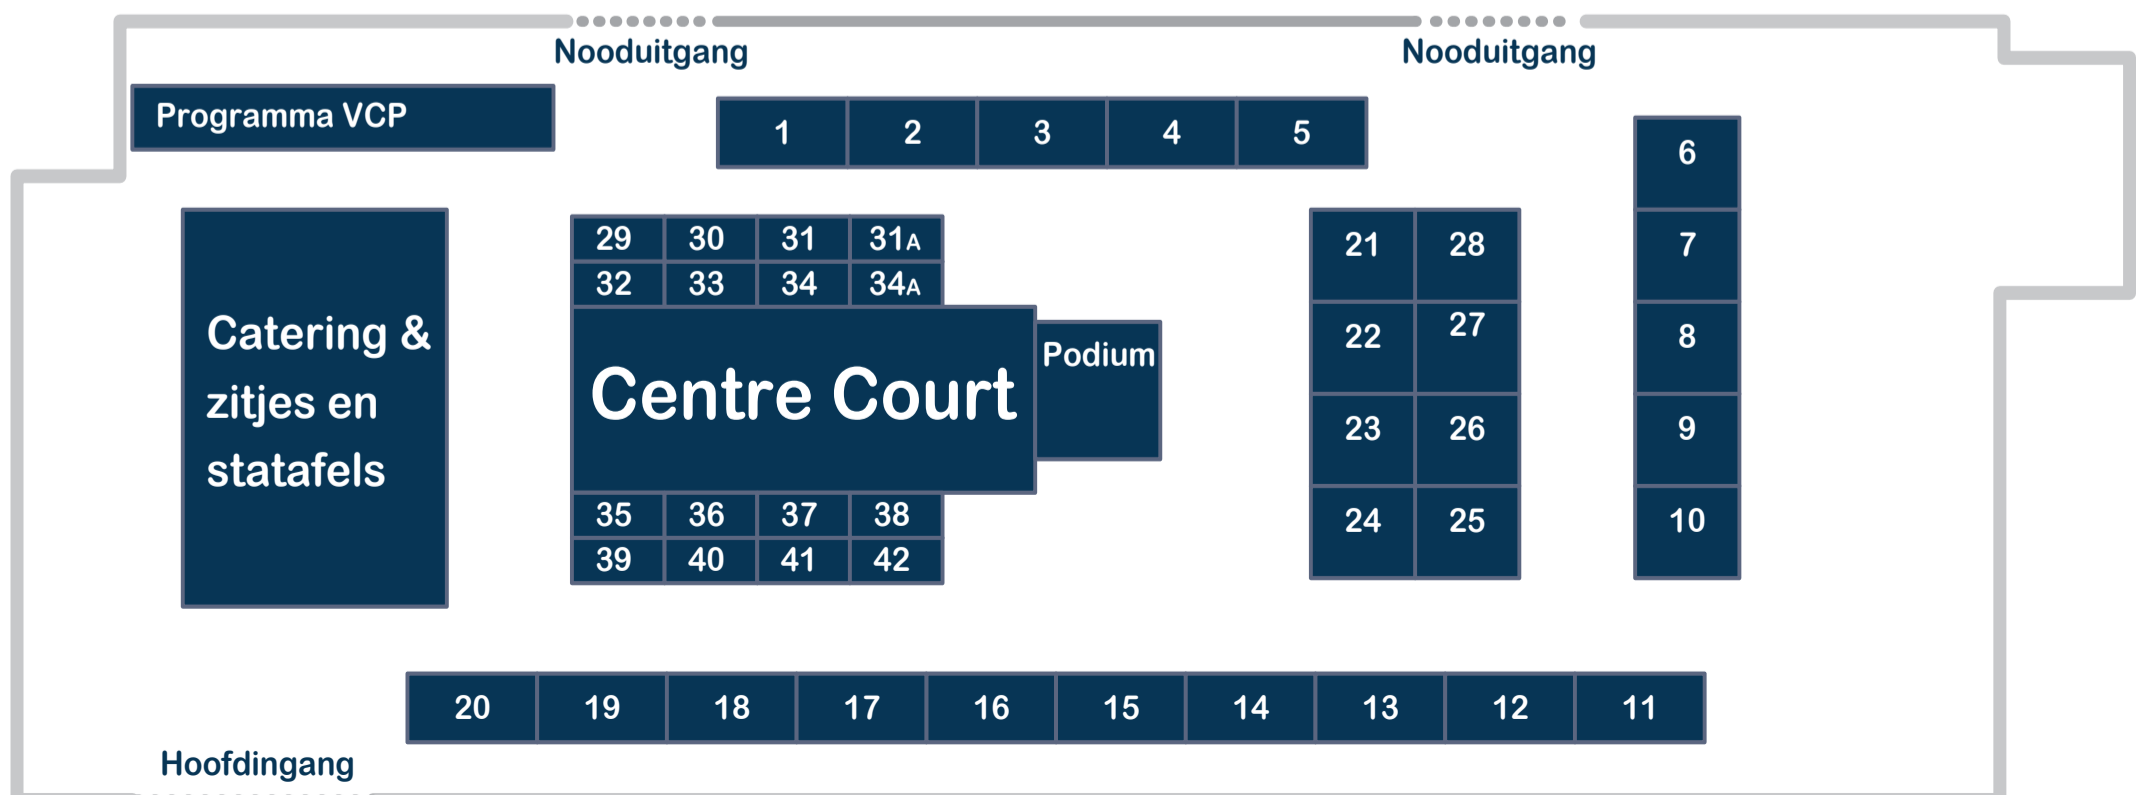 Nooduitgang Nooduitgang
Programma VCP
1 2 3 4 5
6
7
8
9
10
29 30 31 31A
32 33 34 34A
Catering &
zitjes en
statafels
Centre Court
Podium
35 36 37 38
39 40 41 42
21 28
22 27
23 26
24 25
20 19 18 17 16 15 14 13 12 11
Hoofdingang